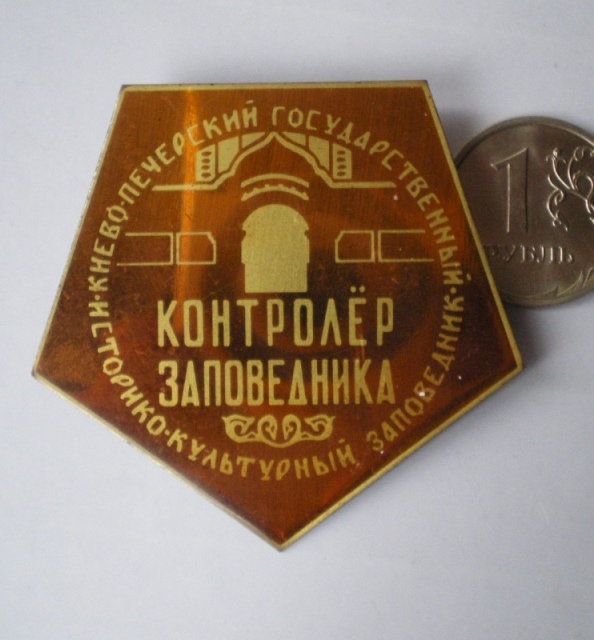 КИЕВО-ПЕЧЕРСКИЙ ГОСУДАРСТВЕННЫЙ
ИСТОРИКО-КУЛЬТУРНЫЙ ЗАПОВЕДНИК
КОНТРОЛЁР
ЗАПОВЕДНИКА
1
РУБЛЬ